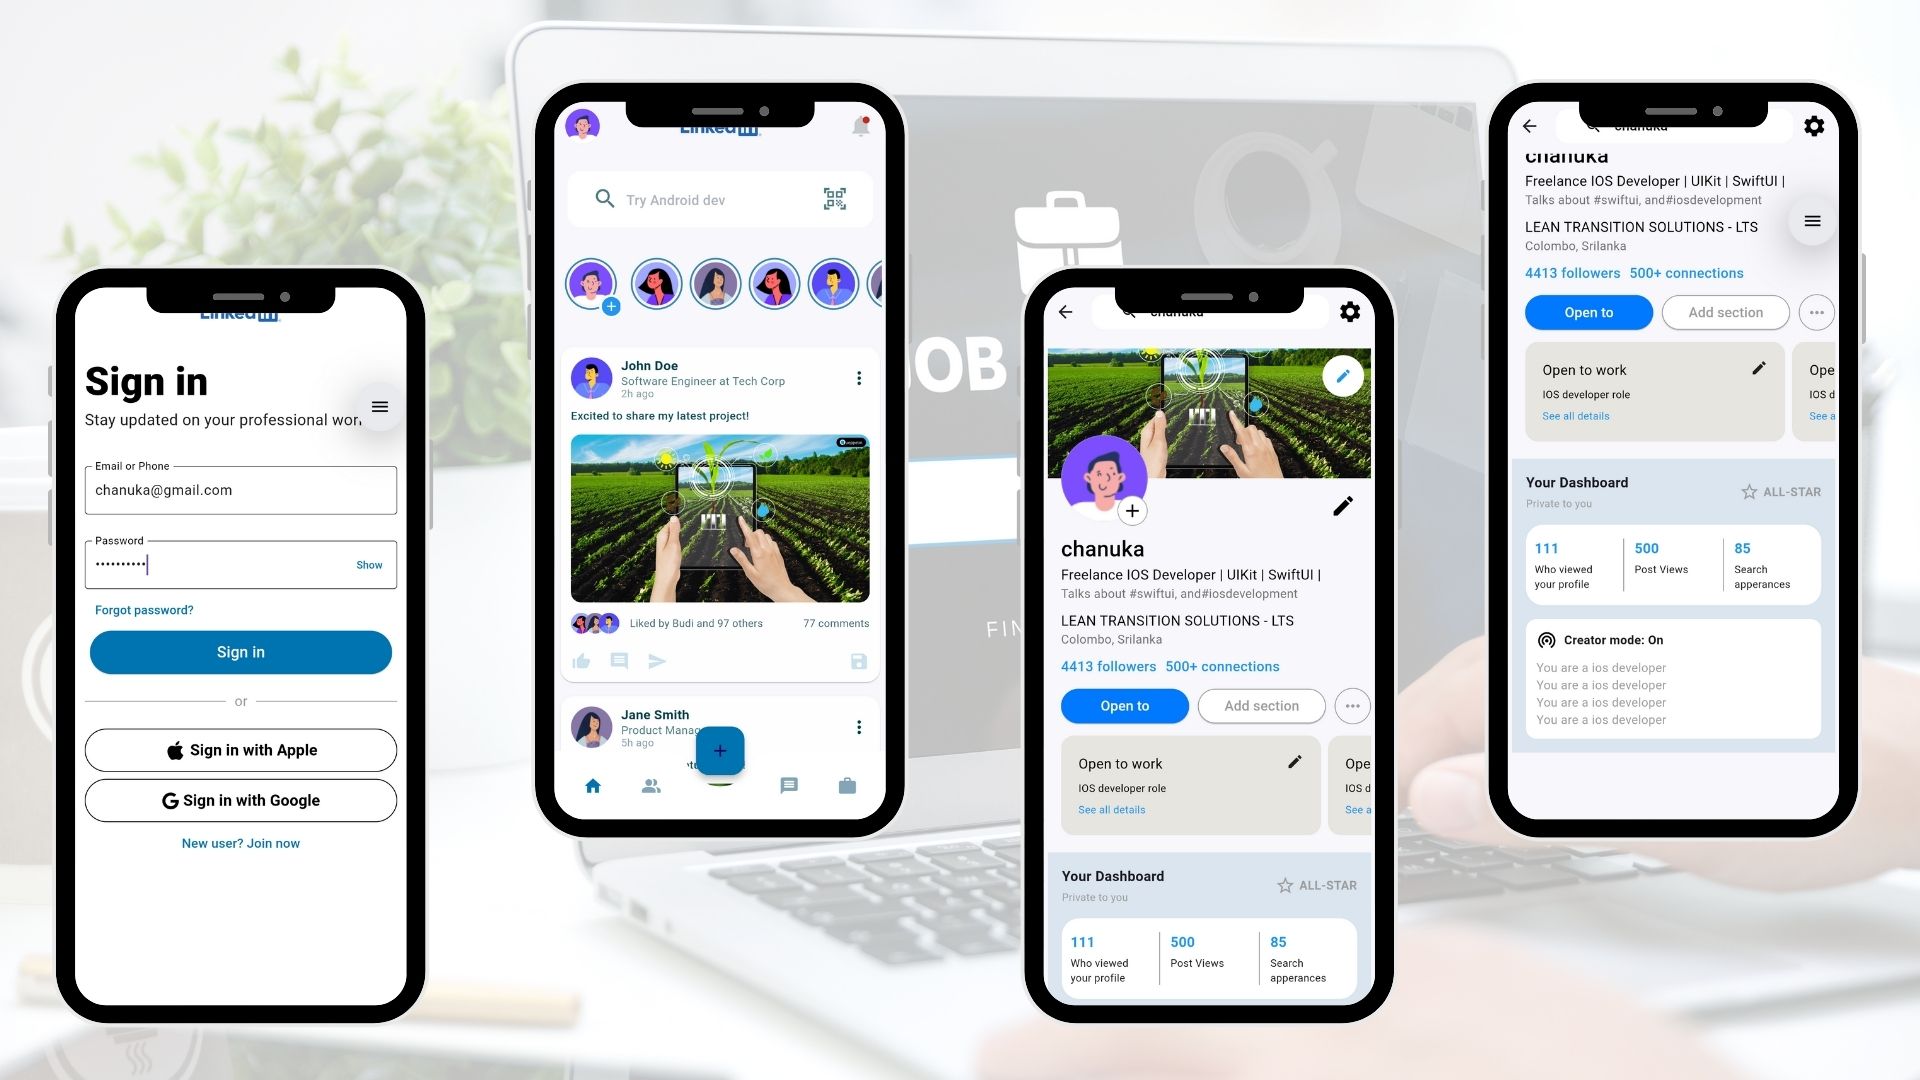 LinkedIn
Sign in
Stay updated on your professional wor
Email or Phone
chanuka@gmail.com
Password
••••••••••
Show
Forgot password?
Sign in
or
Sign in with Apple
Sign in with Google
New user? Join now
LinkedIn
Try Android dev
John Doe
Software Engineer at Tech Corp
2h ago
Excited to share my latest project!
Liked by Budi and 97 others
77 comments
Jane Smith
Product Manag
5h ago
JOB
FIN
chanuka
chanuka
Freelance IOS Developer | UIKit | SwiftUI |
Talks about #swiftui, and#iosdevelopment
LEAN TRANSITION SOLUTIONS - LTS
Colombo, Srilanka
4413 followers 500+ connections
Open to
Add section
Open to work
IOS developer role
See all details
Ope
IOS d
See a
Your Dashboard
Private to you
ALL-STAR
111
Who viewed
your profile
500
Post Views
85
Search
apperances
chanuka
chanuka
Freelance IOS Developer | UIKit | SwiftUI |
Talks about #swiftui, and#iosdevelopment
LEAN TRANSITION SOLUTIONS - LTS
Colombo, Srilanka
4413 followers 500+ connections
Open to
Add section
Open to work
IOS developer role
See all details
Ope
IOS d
See a
Your Dashboard
Private to you
ALL-STAR
111
Who viewed
your profile
500
Post Views
85
Search
apperances
Creator mode: On
You are a ios developer
You are a ios developer
You are a ios developer
You are a ios developer